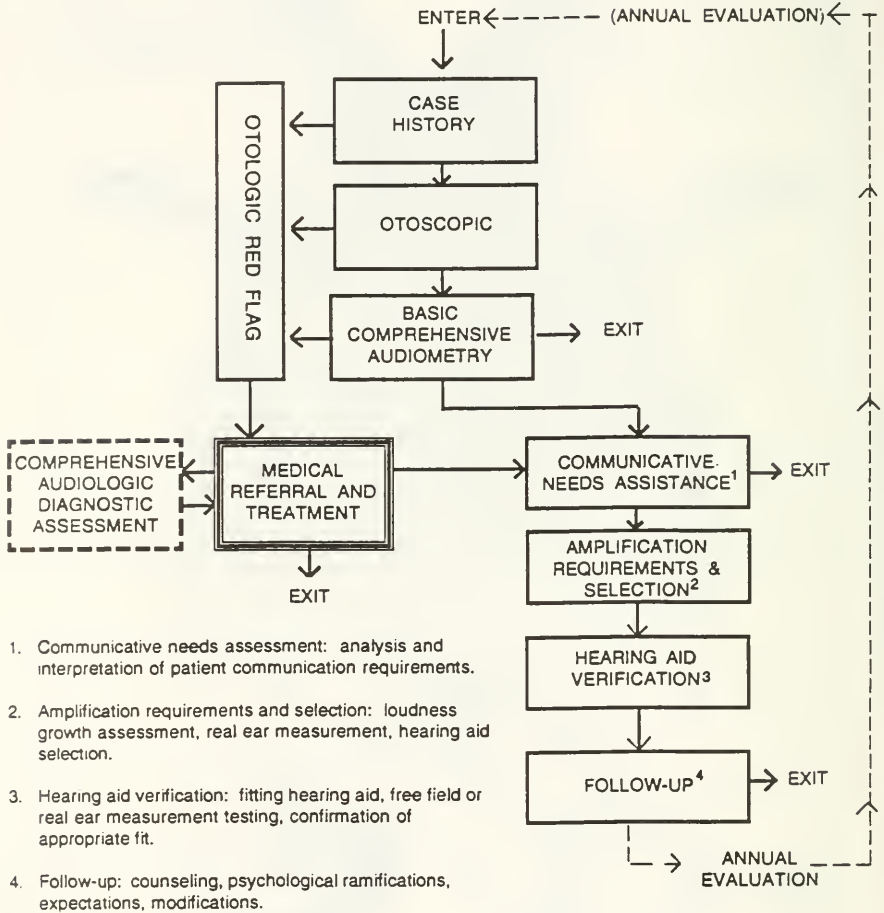 ENTER
(ANNUAL EVALUATION)
CASE
HISTORY
OTOLOGIC RED FLAG
OTOSCOPIC
BASIC
COMPREHENSIVE
AUDIOMETRY
EXIT
COMPREHENSIVE
AUDIOLOGIC
DIAGNOSTIC
ASSESSMENT
MEDICAL
REFERRAL AND
TREATMENT
EXIT
COMMUNICATIVE
NEEDS ASSISTANCE1
EXIT
AMPLIFICATION
REQUIREMENTS &
SELECTION2
HEARING AID
VERIFICATION3
FOLLOW-UP4
EXIT
ANNUAL
EVALUATION
1. Communicative needs assessment: analysis and
interpretation of patient communication requirements.
2. Amplification requirements and selection: loudness
growth assessment, real ear measurement, hearing aid
selection.
3. Hearing aid verification: fitting hearing aid, free field or
real ear measurement testing, confirmation of
appropriate fit.
4. Follow-up: counseling, psychological ramifications,
expectations, modifications.